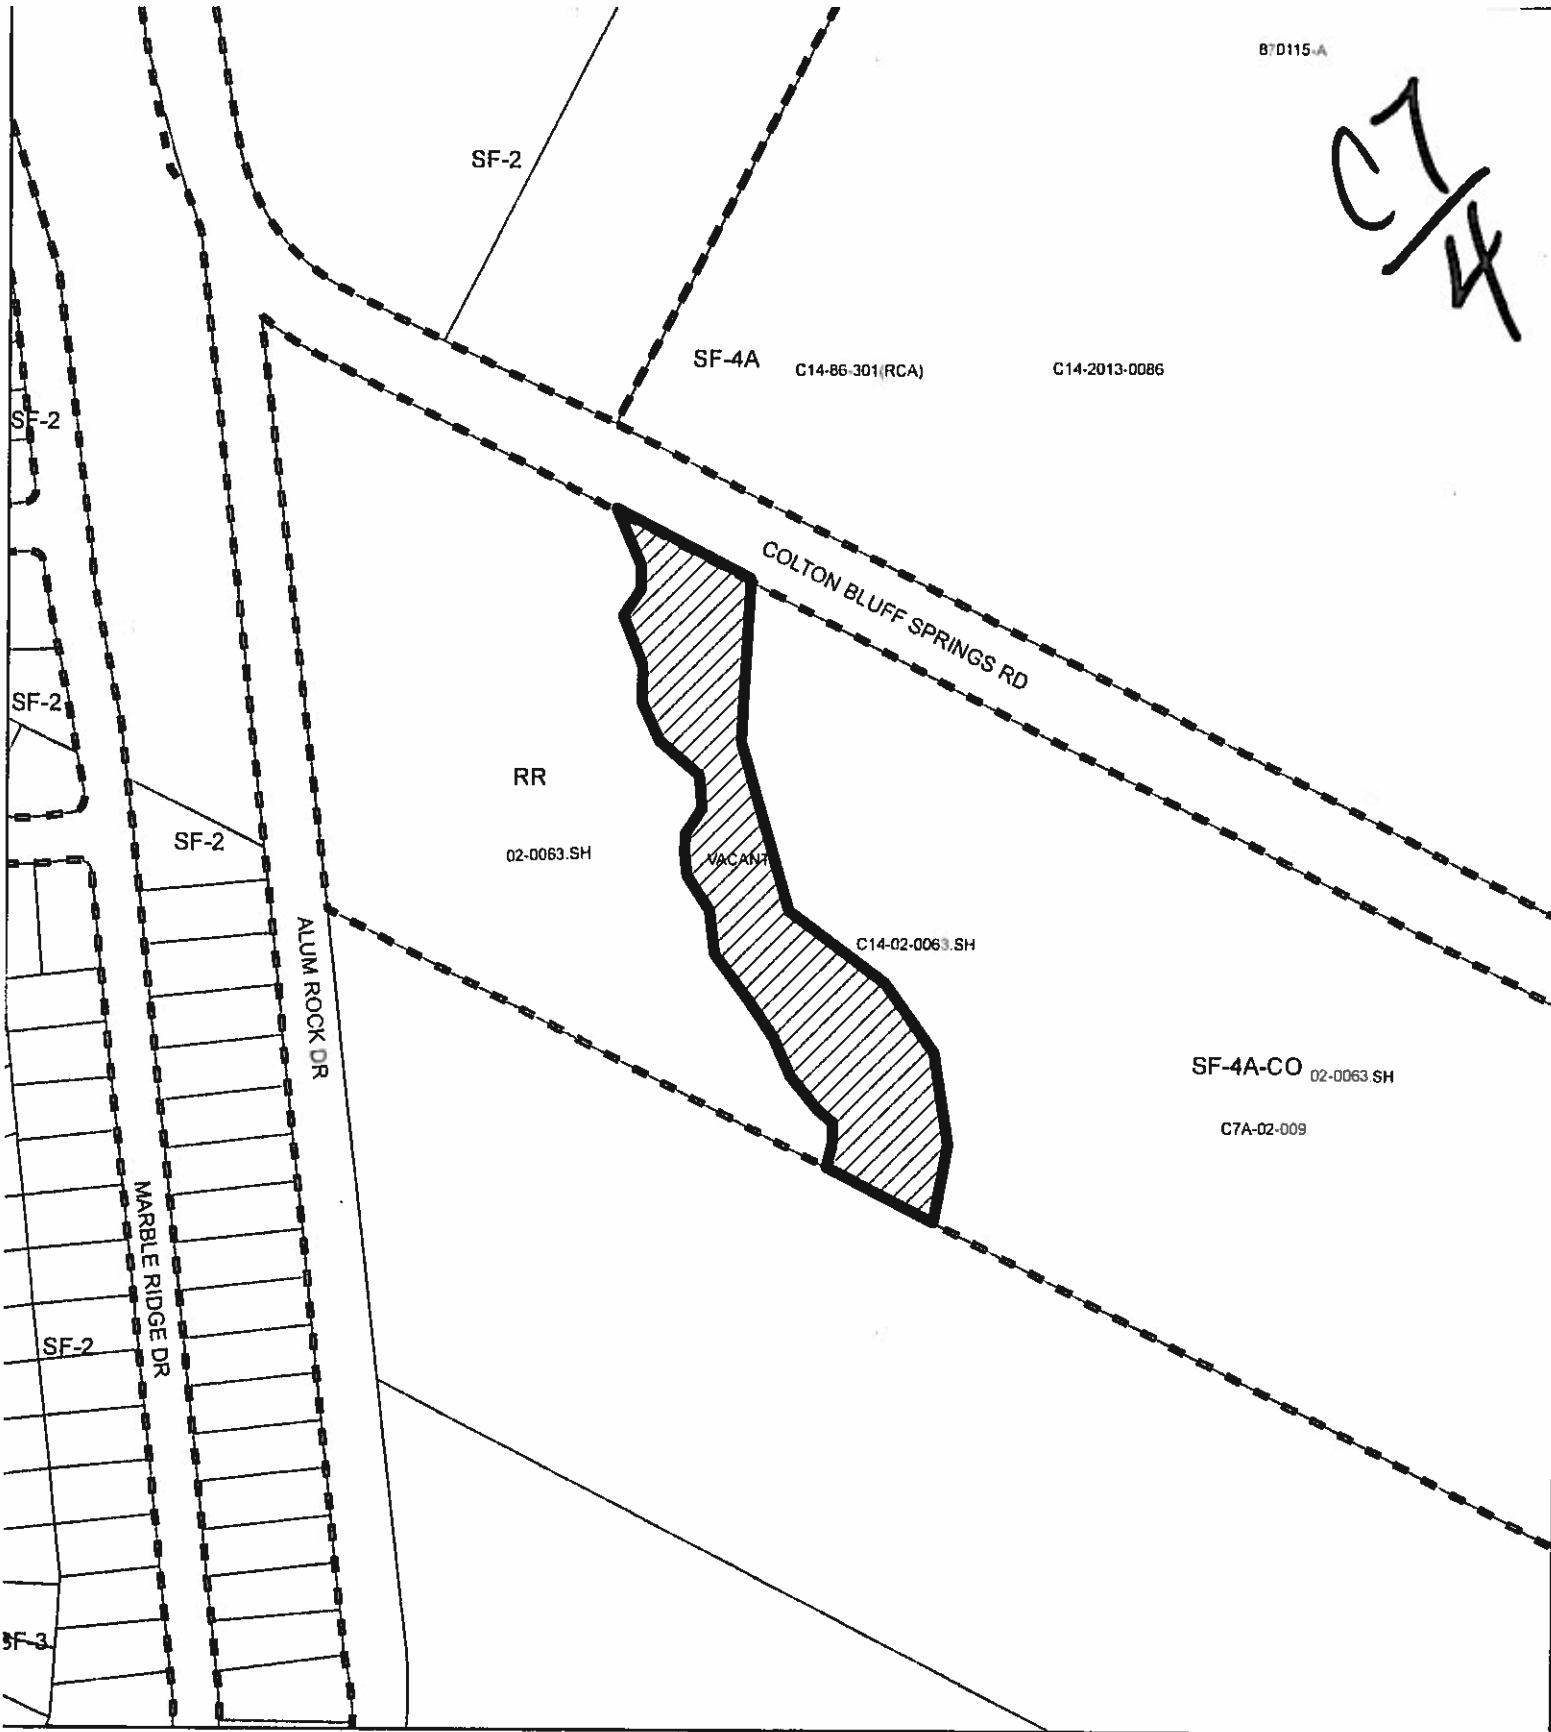 870115-A
C7/4
SF-2
SF-4A
C14-86-301(RCA)
C14-2013-0086
SF-2
COLTON BLUFF SPRINGS RD
SF-2
RR
SF-2
02-0063.SH
VACANT
ALUM ROCK DR
C14-02-0063.SH
SF-4A-CO
02-0063.SH
C7A-02-009
MARBLE RIDGE DR
SF-2
SF-3